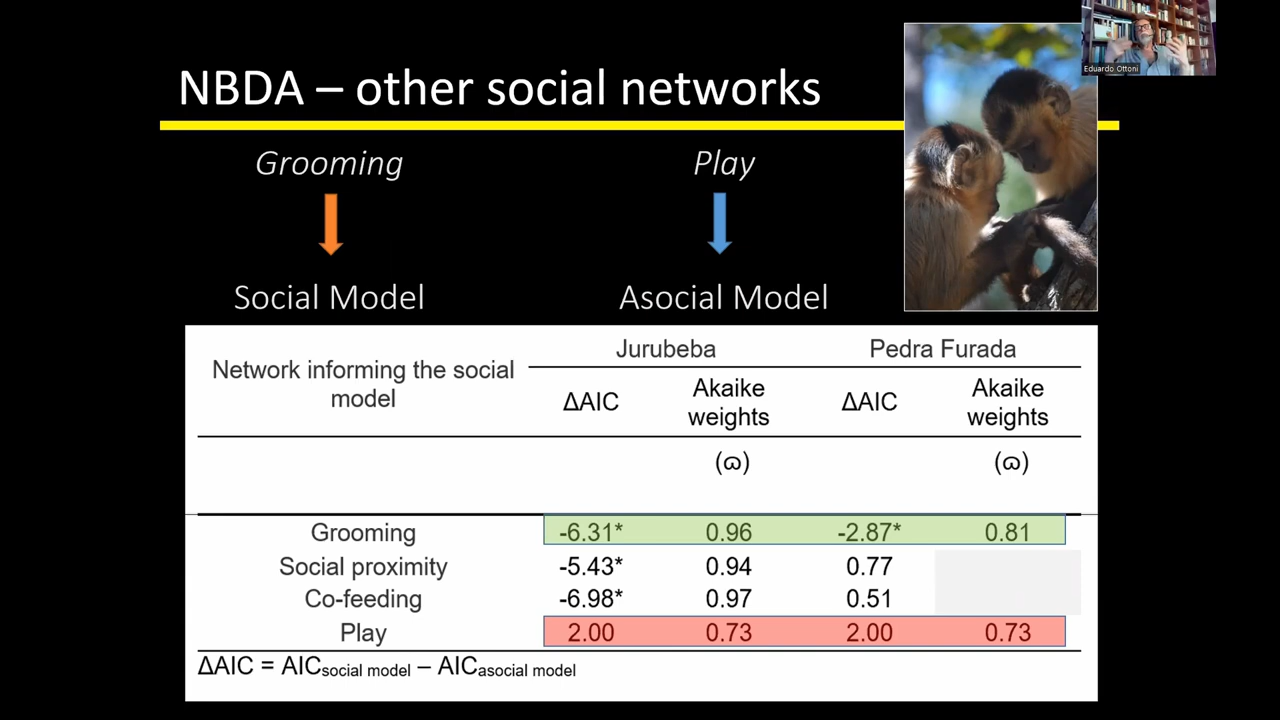 Eduardo Ottoni
NBDA – other social networks
Grooming Play
Social Model Asocial Model
Network informing the social model Jurubeba Pedra Furada
ΔAIC Akaike weights ΔAIC Akaike weights
(ϖ) (ϖ)
Grooming -6.31* 0.96 -2.87* 0.81
Social proximity -5.43* 0.94 0.77
Co-feeding -6.98* 0.97 0.51
Play 2.00 0.73 2.00 0.73
ΔAIC = AICsocial model – AICasocial model